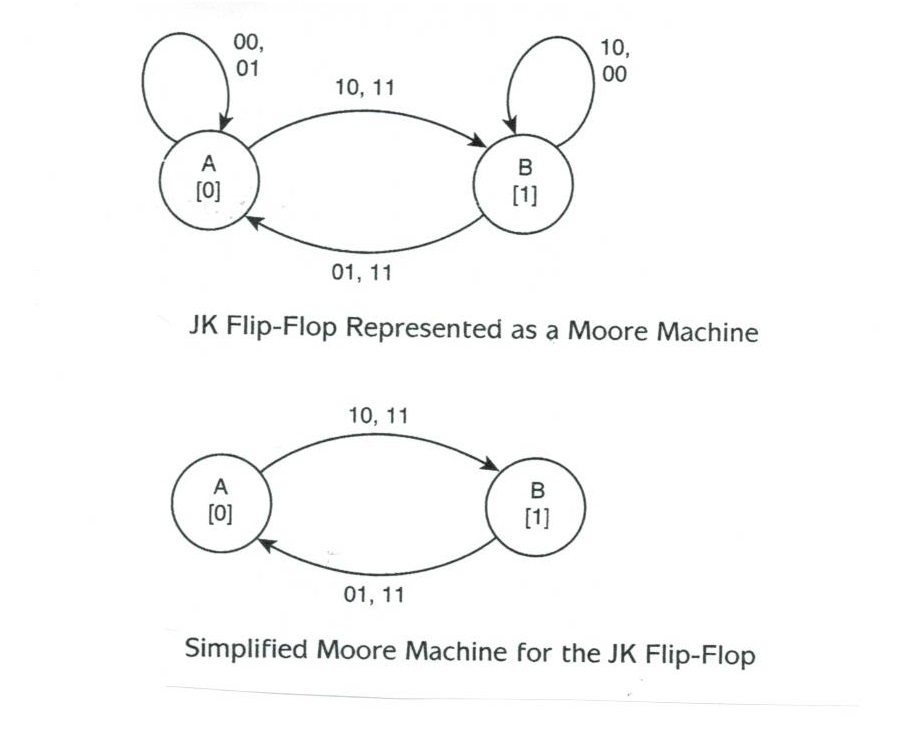 00,
01
10, 11
10,
00
A
[0]
B
[1]
01, 11
JK Flip-Flop Represented as a Moore Machine
10, 11
A
[0]
B
[1]
01, 11
Simplified Moore Machine for the JK Flip-Flop